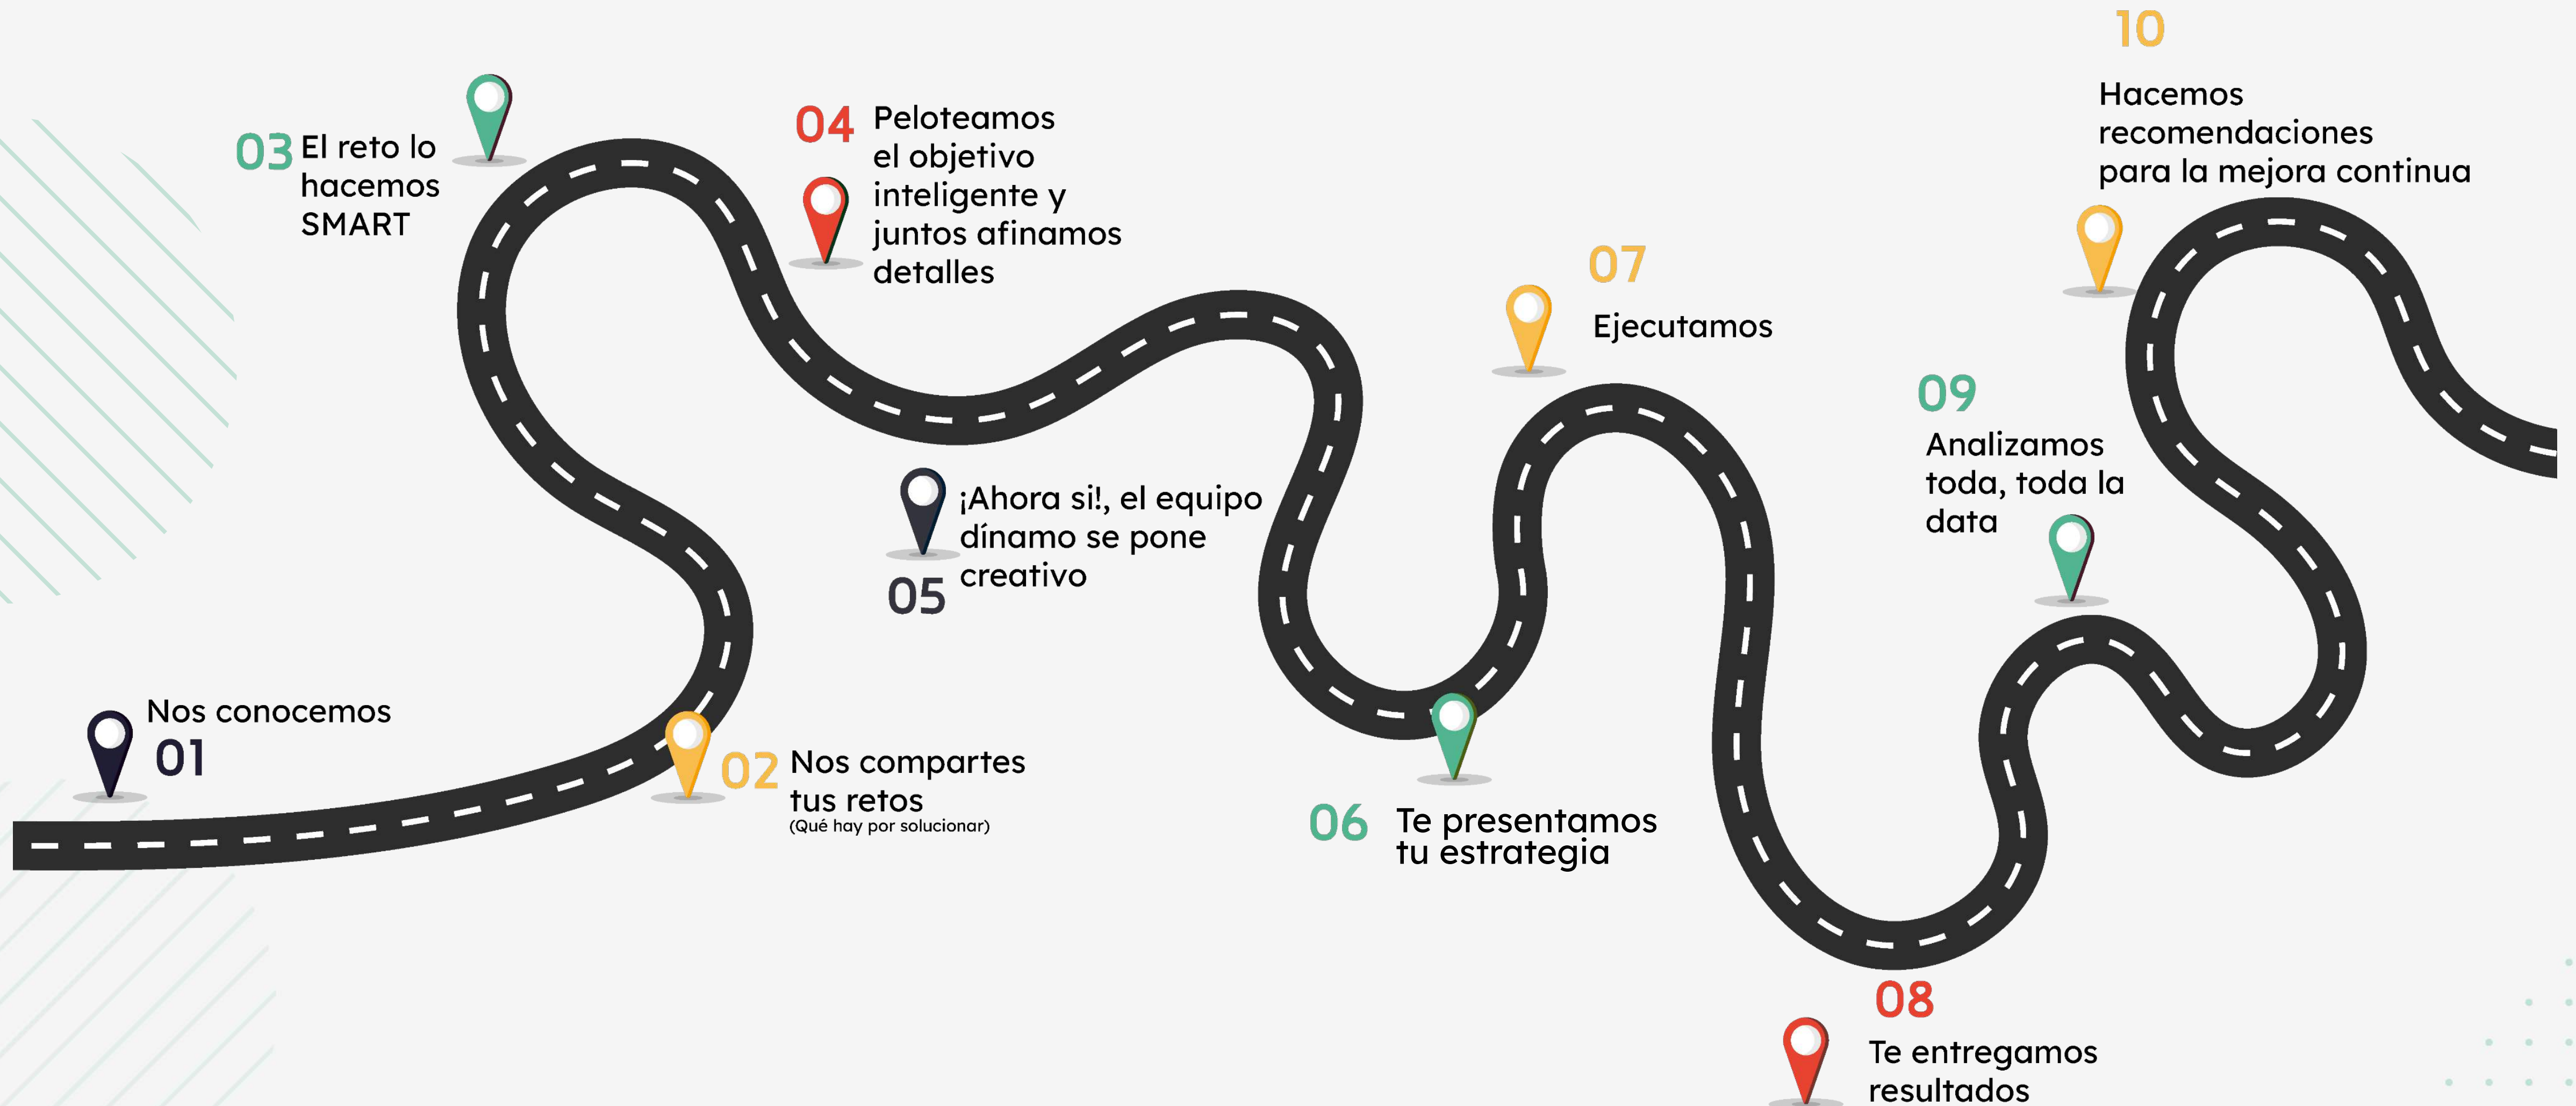 Nos conocemos
01
02
Nos compartes
tus retos
(Qué hay por solucionar)
03
El reto lo
hacemos
SMART
04
Peloteamos
el objetivo
inteligente y
juntos afinamos
detalles
¡Ahora si!, el equipo
dínamo se pone
creativo
05
06
Te presentamos
tu estrategia
07
Ejecutamos
08
Te entregamos
resultados
09
Analizamos
toda, toda la
data
10
Hacemos
recomendaciones
para la mejora continua